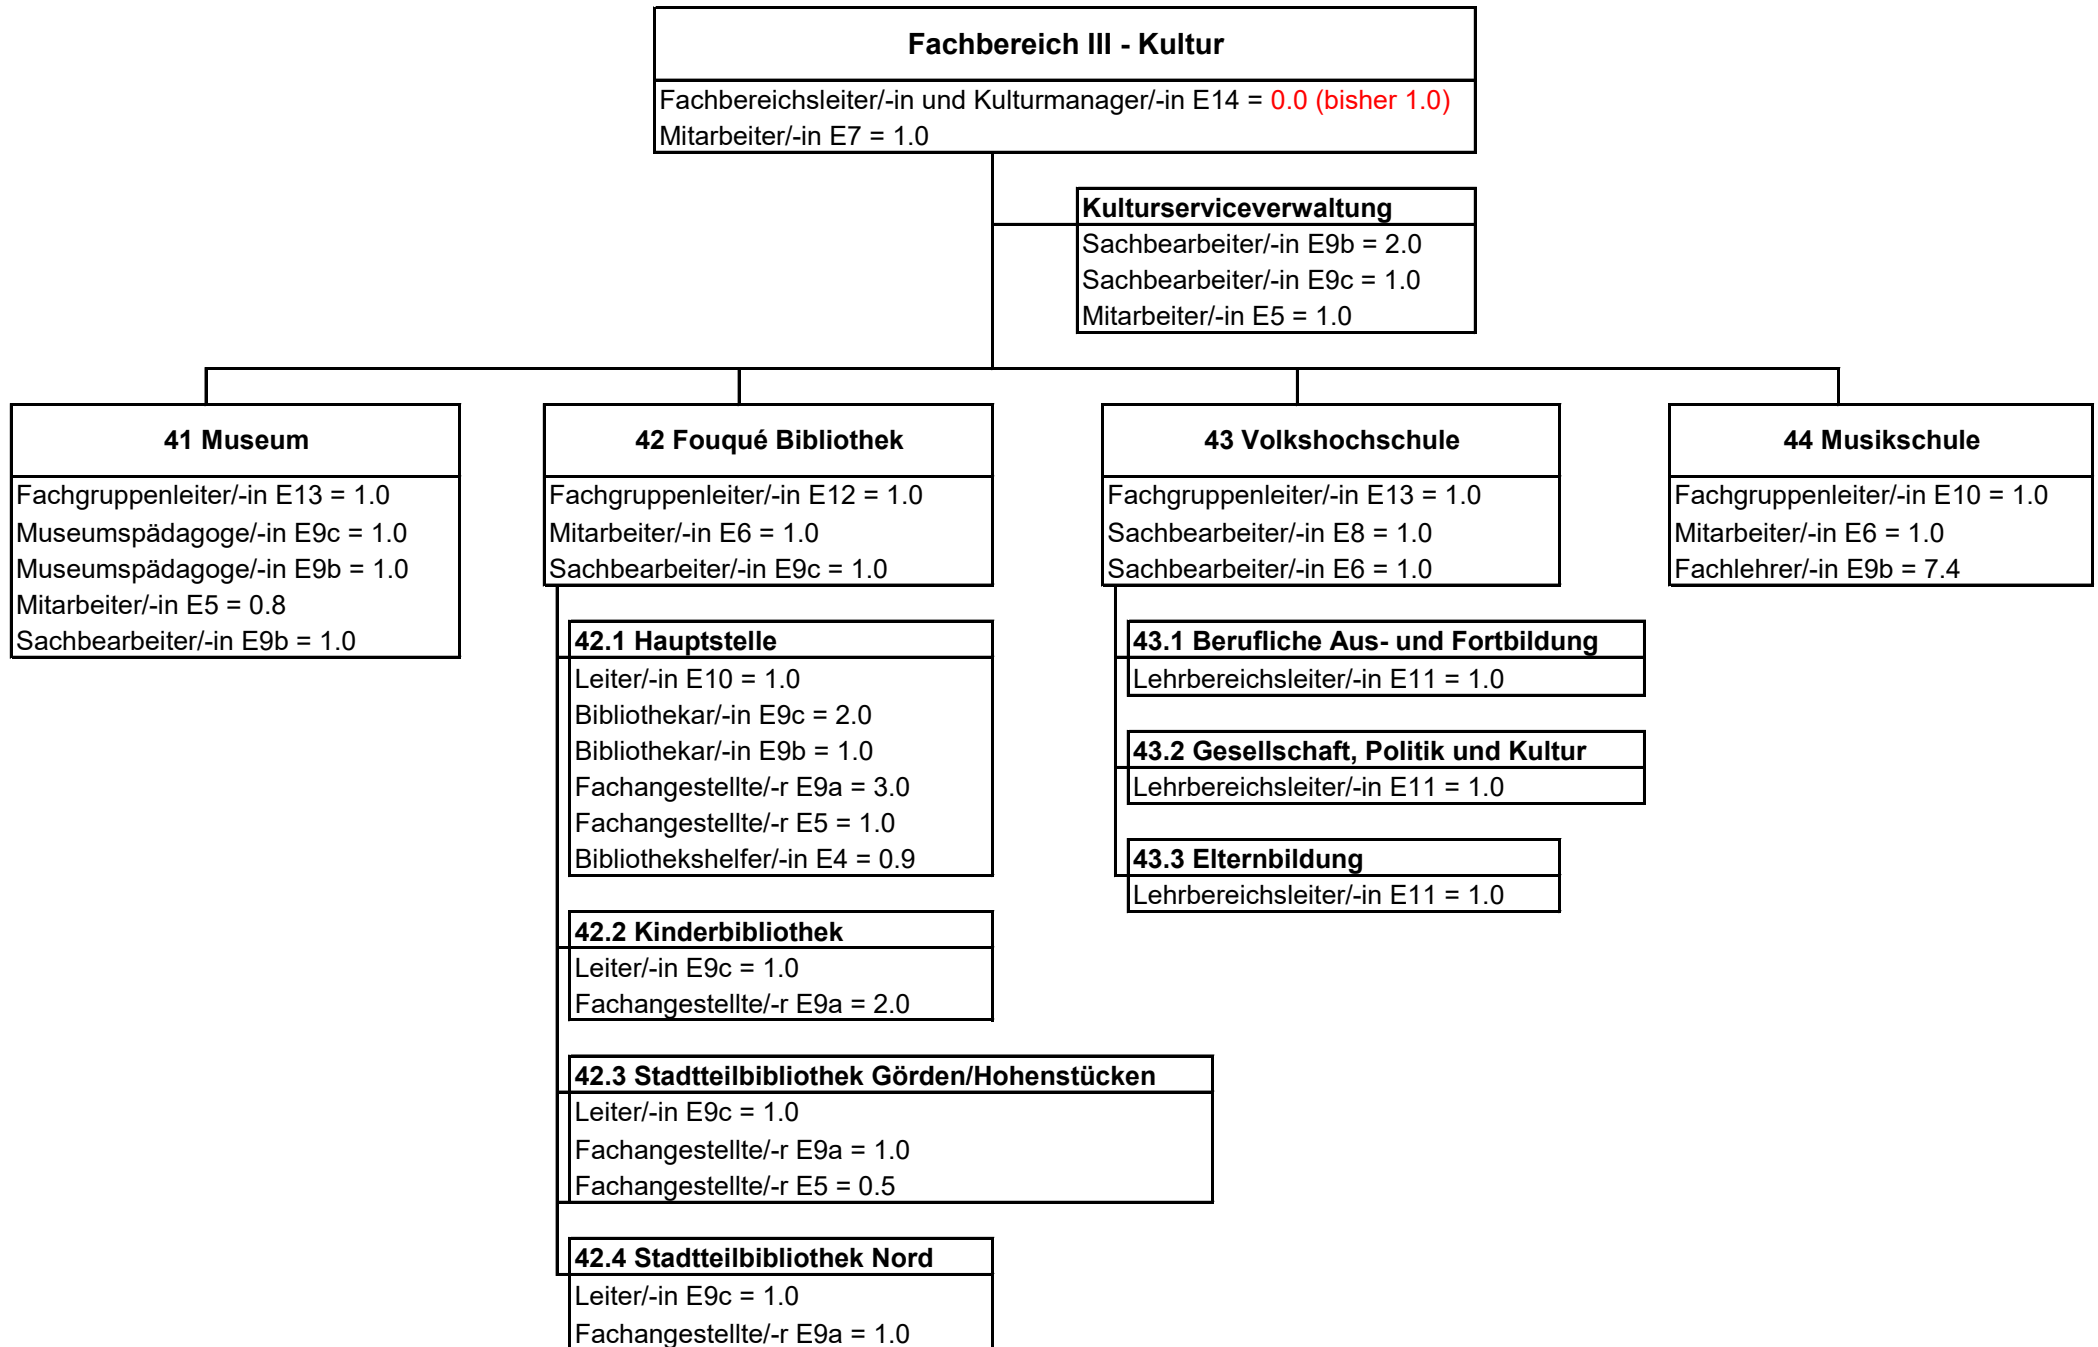 Fachbereich III - Kultur
Fachbereichsleiter/-in und Kulturmanager/-in E14 = 0.0 (bisher 1.0)
Mitarbeiter/-in E7 = 1.0
Kulturserviceverwaltung
Sachbearbeiter/-in E9b = 2.0
Sachbearbeiter/-in E9c = 1.0
Mitarbeiter/-in E5 = 1.0
41 Museum
Fachgruppenleiter/-in E13 = 1.0
Museumspädagoge/-in E9c = 1.0
Museumspädagoge/-in E9b = 1.0
Mitarbeiter/-in E5 = 0.8
Sachbearbeiter/-in E9b = 1.0
42 Fouqué Bibliothek
Fachgruppenleiter/-in E12 = 1.0
Mitarbeiter/-in E6 = 1.0
Sachbearbeiter/-in E9c = 1.0
42.1 Hauptstelle
Leiter/-in E10 = 1.0
Bibliothekar/-in E9c = 2.0
Bibliothekar/-in E9b = 1.0
Fachangestellte/-r E9a = 3.0
Fachangestellte/-r E5 = 1.0
Bibliothekshelfer/-in E4 = 0.9
42.2 Kinderbibliothek
Leiter/-in E9c = 1.0
Fachangestellte/-r E9a = 2.0
42.3 Stadtteilbibliothek Görden/Hohenstücken
Leiter/-in E9c = 1.0
Fachangestellte/-r E9a = 1.0
Fachangestellte/-r E5 = 0.5
42.4 Stadtteilbibliothek Nord
Leiter/-in E9c = 1.0
Fachangestellte/-r E9a = 1.0
43 Volkshochschule
Fachgruppenleiter/-in E13 = 1.0
Sachbearbeiter/-in E8 = 1.0
Sachbearbeiter/-in E6 = 1.0
43.1 Berufliche Aus- und Fortbildung
Lehrbereichsleiter/-in E11 = 1.0
43.2 Gesellschaft, Politik und Kultur
Lehrbereichsleiter/-in E11 = 1.0
43.3 Elternbildung
Lehrbereichsleiter/-in E11 = 1.0
44 Musikschule
Fachgruppenleiter/-in E10 = 1.0
Mitarbeiter/-in E6 = 1.0
Fachlehrer/-in E9b = 7.4